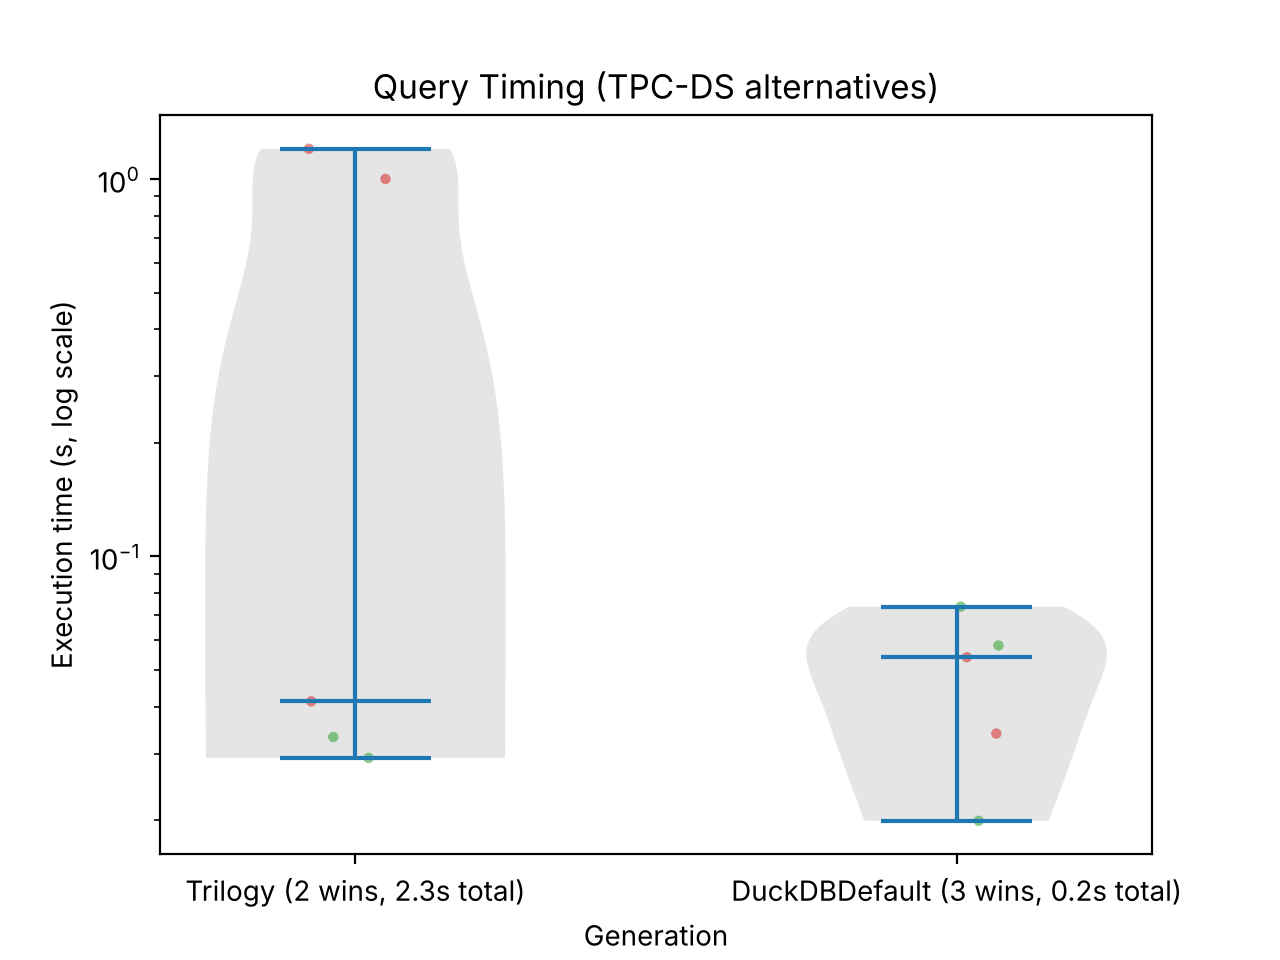 Query Timing (TPC-DS alternatives)
Execution time (s, log scale)
10⁰
10⁻¹
Trilogy (2 wins, 2.3s total)
DuckDBDefault (3 wins, 0.2s total)
Generation